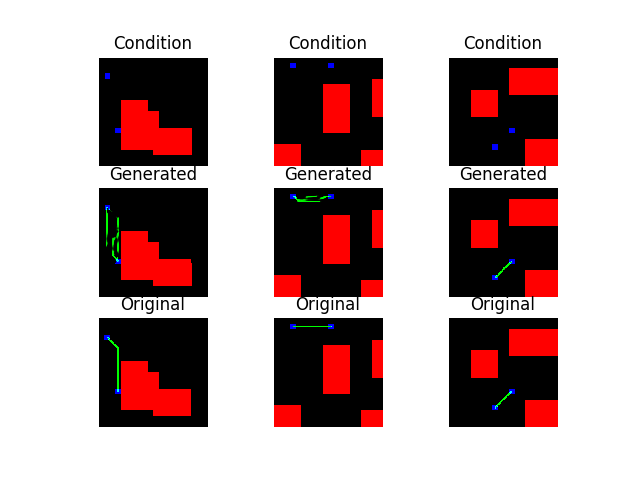 Condition
Condition
Condition
Generated
Generated
Generated
Original
Original
Original